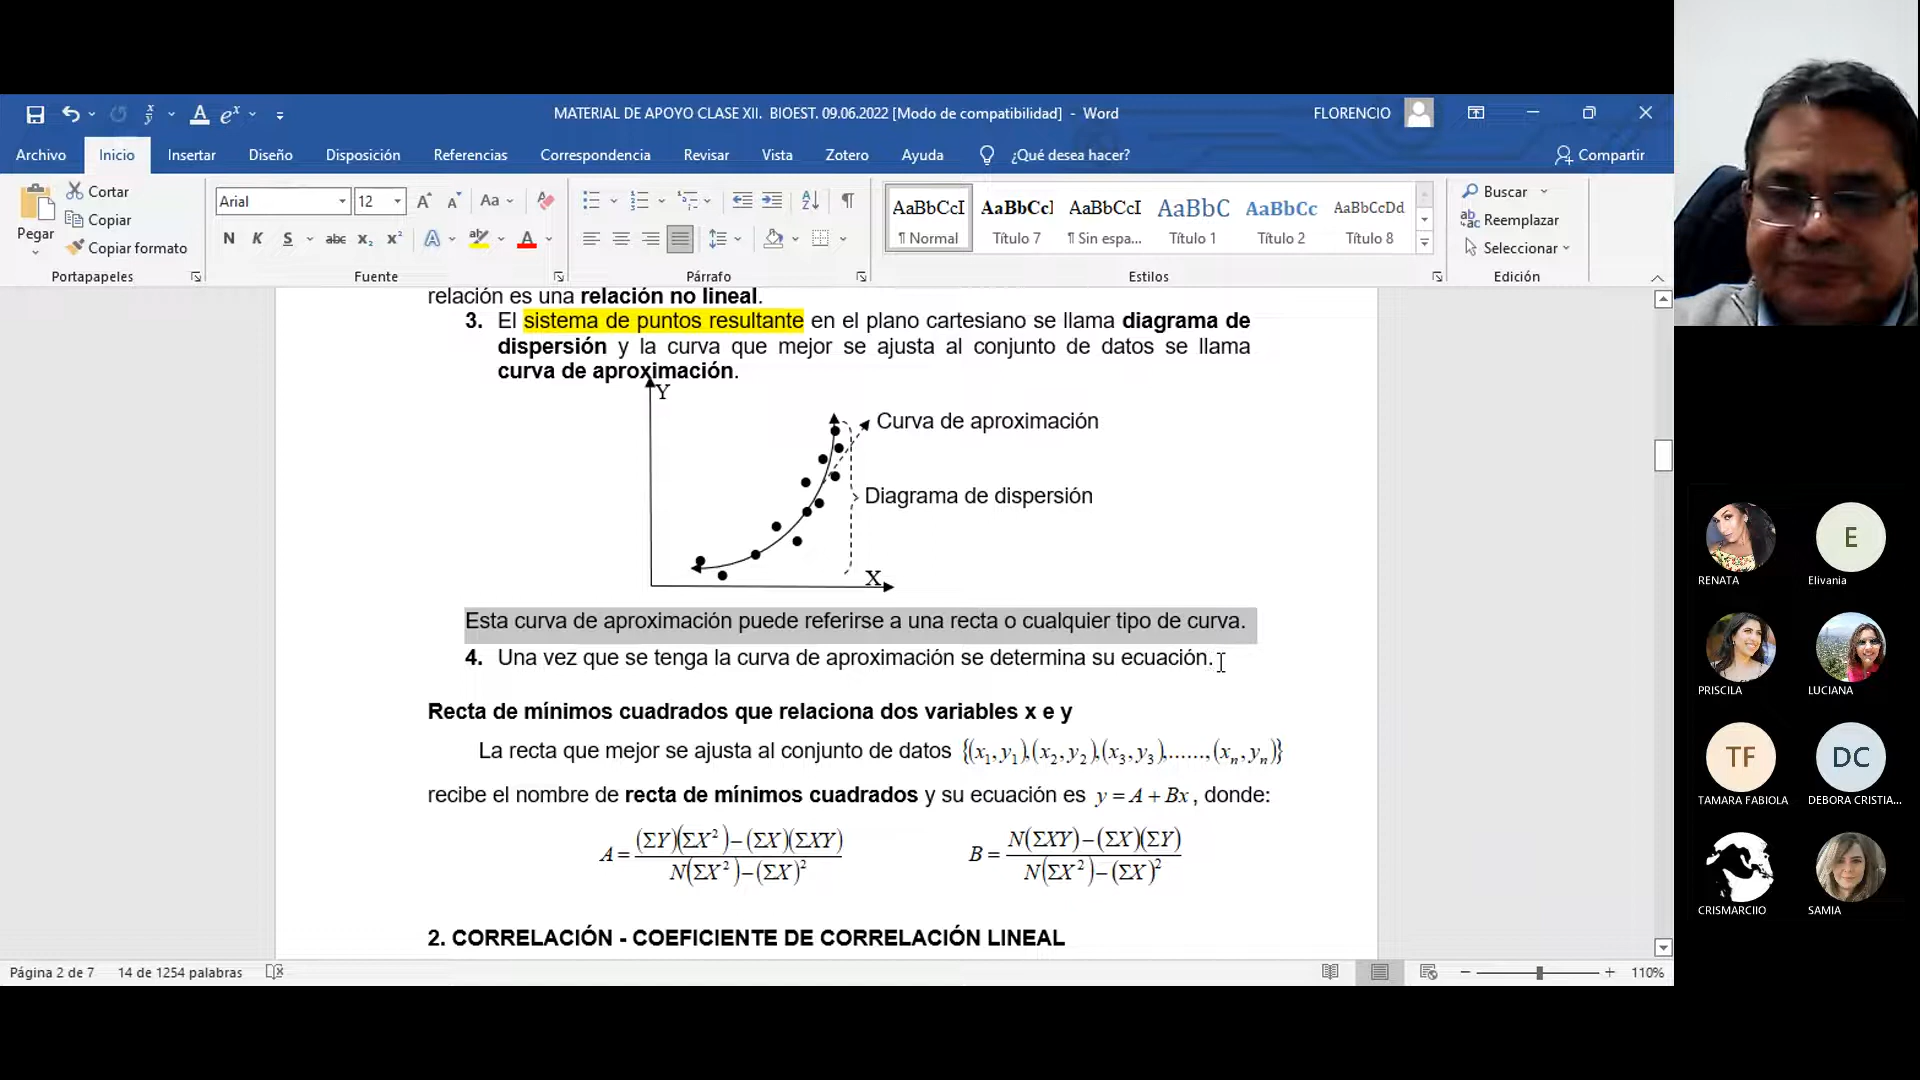 MATERIAL DE APOYO CLASE XII. BIOEST. 09.06.2022 [Modo de compatibilidad] - Word
FLORENCIO
Archivo Inicio Insertar Diseño Disposición Referencias Correspondencia Revisar Vista Zotero Ayuda ¿Qué desea hacer? Compartir
Pegar
Cortar
Copiar
Copiar formato
Portapapeles
Arial 12
N K S abc x₂ x²
Fuente
Párrafo
AaBbCcI AaBbCcI AaBbCcI AaBbC AaBbCc AaBbCcDd
¶ Normal Título 7 ¶ Sin espa... Título 1 Título 2 Título 8
Estilos
Buscar
Reemplazar
Seleccionar
Edición
relación es una relación no lineal.
3. El sistema de puntos resultante en el plano cartesiano se llama diagrama de
dispersión y la curva que mejor se ajusta al conjunto de datos se llama
curva de aproximación.
Y
Curva de aproximación
Diagrama de dispersión
X
Esta curva de aproximación puede referirse a una recta o cualquier tipo de curva.
4. Una vez que se tenga la curva de aproximación se determina su ecuación.
Recta de mínimos cuadrados que relaciona dos variables x e y
La recta que mejor se ajusta al conjunto de datos {(x₁,y₁),(x₂,y₂),(x₃,y₃),......,(xₙ,yₙ)}
recibe el nombre de recta de mínimos cuadrados y su ecuación es y = A + Bx, donde:
A = (ΣY)(ΣX²)−(ΣX)(ΣXY) / N(ΣX²)−(ΣX)² B = N(ΣXY)−(ΣX)(ΣY) / N(ΣX²)−(ΣX)²
2. CORRELACIÓN - COEFICIENTE DE CORRELACIÓN LINEAL
Página 2 de 7 14 de 1254 palabras 110%
RENATA
E
Elivania
PRISCILA
LUCIANA
TF
TAMARA FABIOLA
DC
DEBORA CRISTIA...
CRISMARCIIO
SAMIA